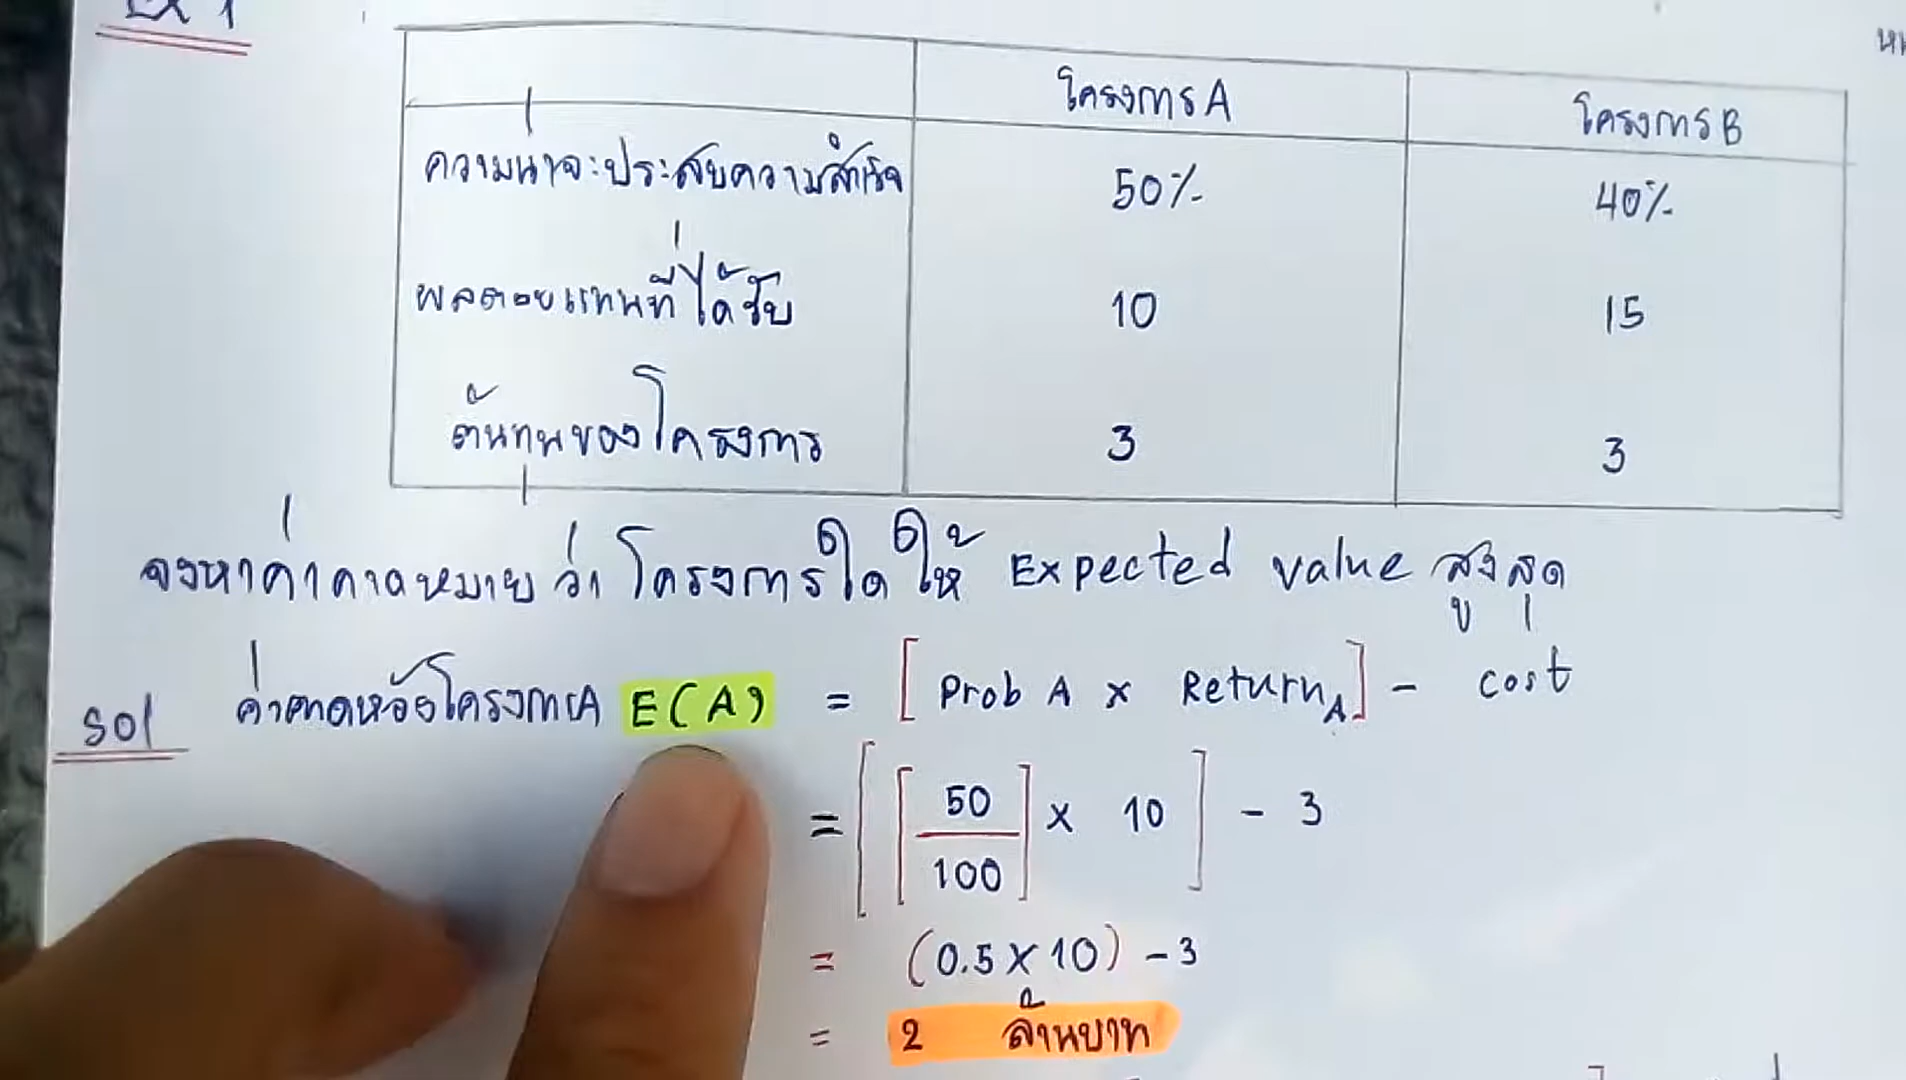 Ex 1
โครงการ A โครงการ B
ความน่าจะประสบความสำเร็จ 50% 40%
ผลตอบแทนที่ได้รับ 10 15
ต้นทุนของโครงการ 3 3
จงหาค่าคาดหมายว่า โครงการใด ให้ Expected value สูงสุด
Sol ค่าคาดหวังโครงการA E(A) = [Prob A x Return A] - cost
= [[50/100] x 10] - 3
= (0.5 x 10) - 3
= 2 ล้านบาท